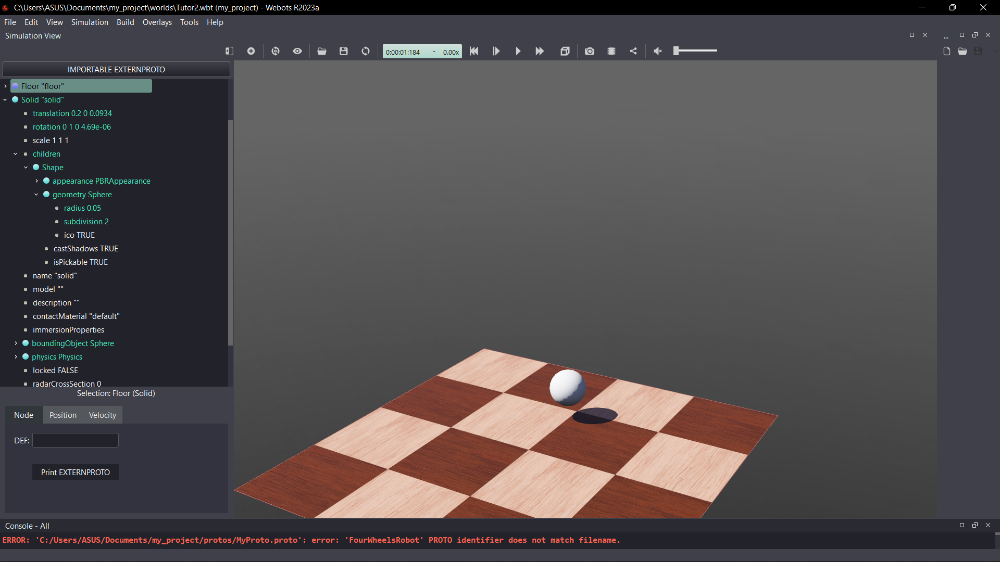 C:\Users\ASUS\Documents\my_project\worlds\Tutor2.wbt (my_project) - Webots R2023a
File Edit View Simulation Build Overlays Tools Help
Simulation View
0:00:01:184 - 0.00x
IMPORTABLE EXTERNPROTO
Floor "floor"
Solid "solid"
translation 0.2 0 0.0934
rotation 0 1 0 4.69e-06
scale 1 1 1
children
Shape
appearance PBRAppearance
geometry Sphere
radius 0.05
subdivision 2
ico TRUE
castShadows TRUE
isPickable TRUE
name "solid"
model ""
description ""
contactMaterial "default"
immersionProperties
boundingObject Sphere
physics Physics
locked FALSE
radarCrossSection 0
Selection: Floor (Solid)
Node Position Velocity
DEF:
Print EXTERNPROTO
Console - All
ERROR: 'C:/Users/ASUS/Documents/my_project/protos/MyProto.proto': error: 'FourWheelsRobot' PROTO identifier does not match filename.